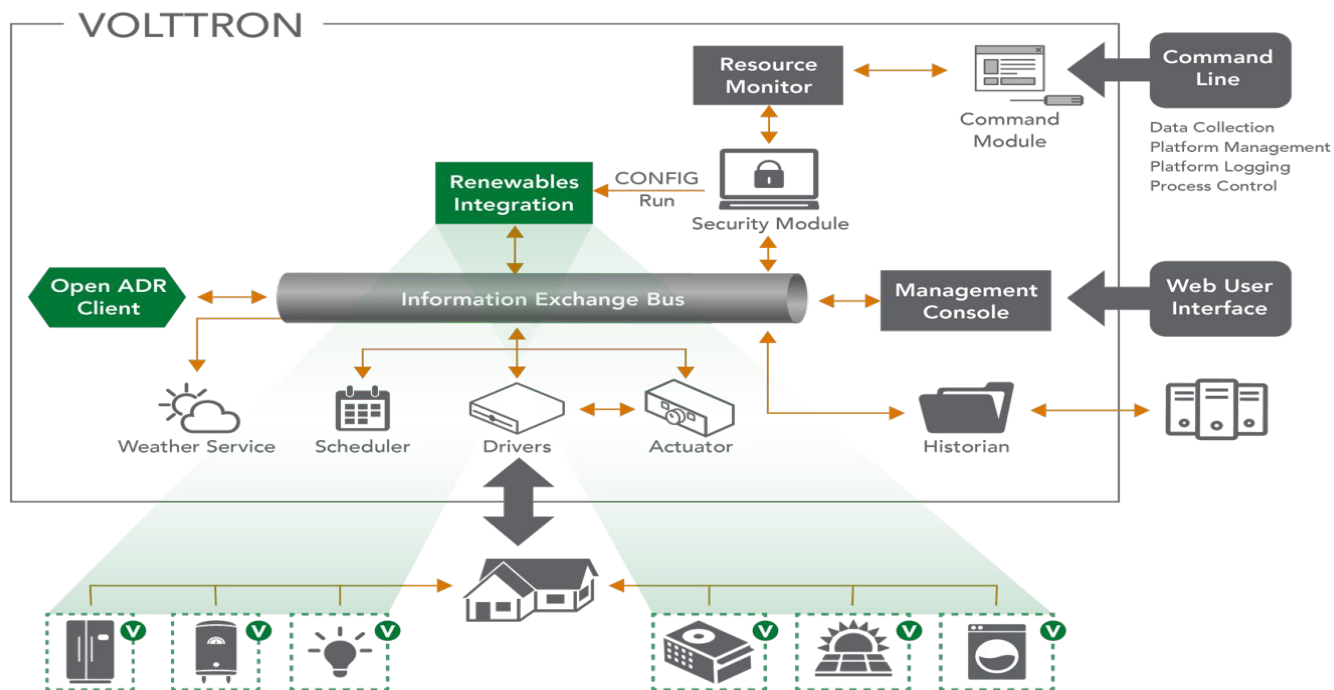 VOLTTRON
Resource
Monitor
Command
Module
Command
Line
Data Collection
Platform Management
Platform Logging
Process Control
Renewables
Integration
CONFIG
Run
Security Module
Open ADR
Client
Information Exchange Bus
Management
Console
Web User
Interface
Weather Service
Scheduler
Drivers
Actuator
Historian
V
V
V
V
V
V